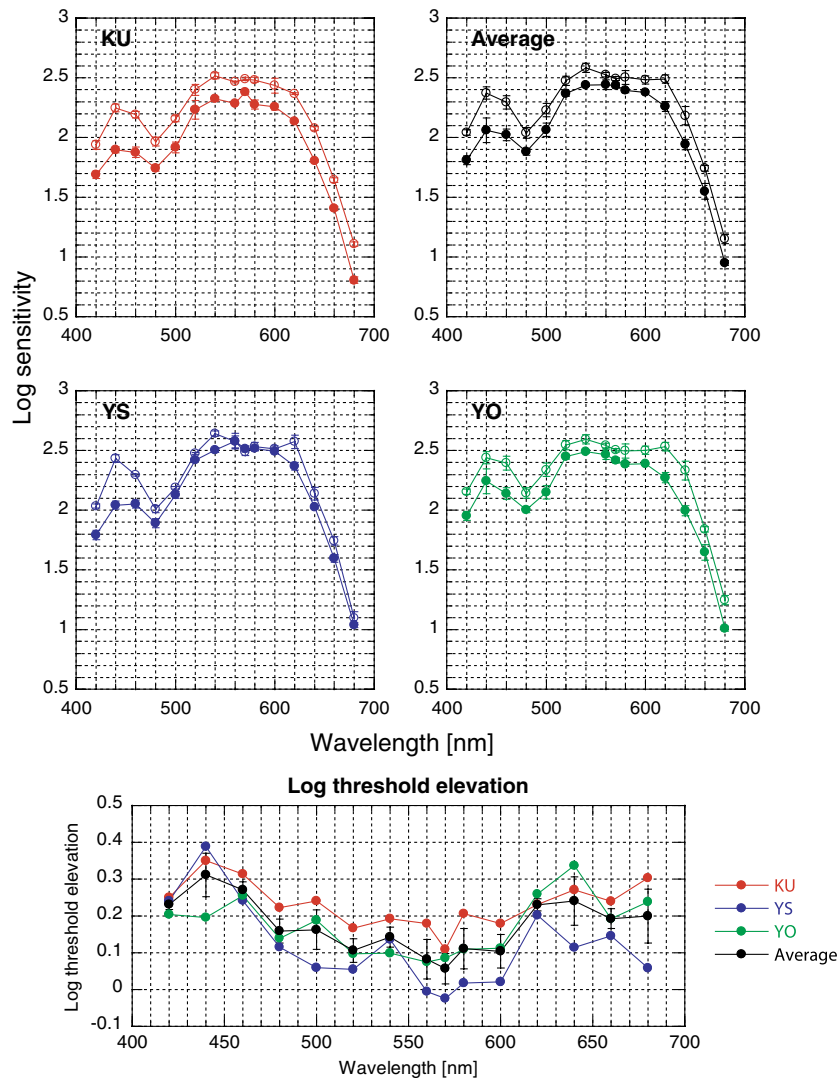 KU
3
2.5
2
1.5
1
0.5
400 500 600 700
Average
3
2.5
2
1.5
1
0.5
400 500 600 700
Log sensitivity
YS
3
2.5
2
1.5
1
0.5
400 500 600 700
YO
3
2.5
2
1.5
1
0.5
400 500 600 700
Wavelength [nm]
Log threshold elevation
Log threshold elevation
0.5
0.4
0.3
0.2
0.1
0
-0.1
400 450 500 550 600 650 700
Wavelength [nm]
KU
YS
YO
Average